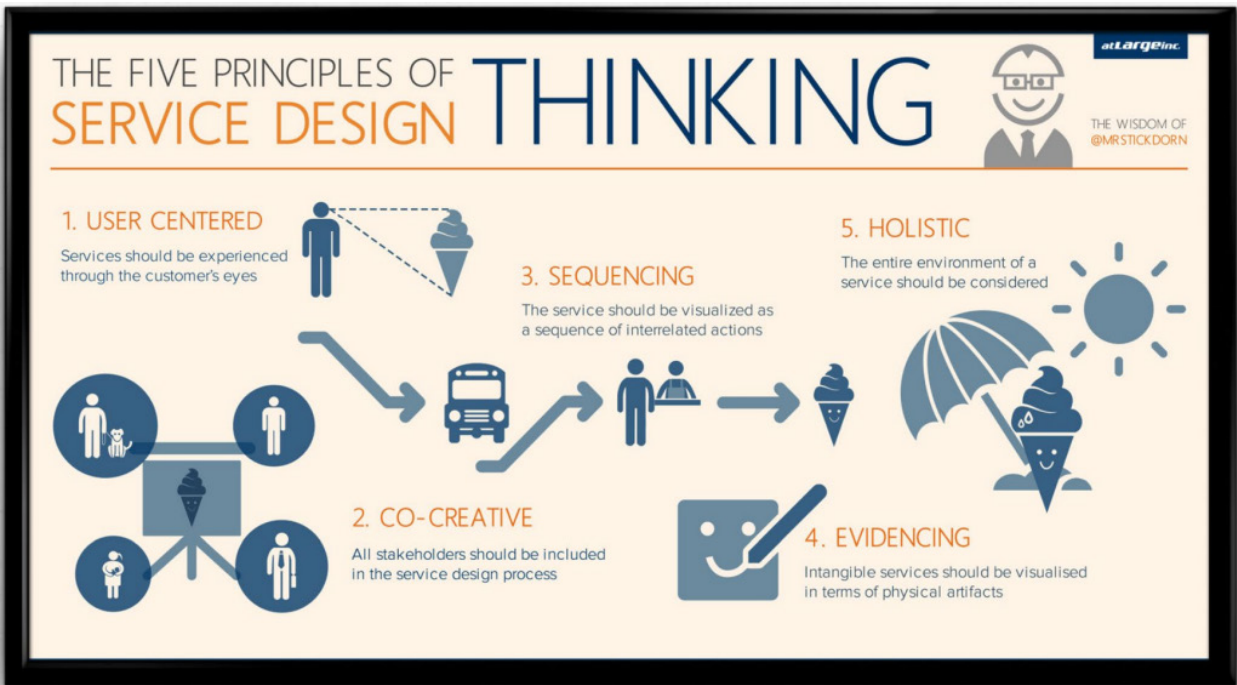 THE FIVE PRINCIPLES OF
SERVICE DESIGN
THINKING
atLargeinc.
THE WISDOM OF
@MRSTICKDORN
1. USER CENTERED
Services should be experienced
through the customer's eyes
2. CO-CREATIVE
All stakeholders should be included
in the service design process
3. SEQUENCING
The service should be visualized as
a sequence of interrelated actions
4. EVIDENCING
Intangible services should be visualised
in terms of physical artifacts
5. HOLISTIC
The entire environment of a
service should be considered